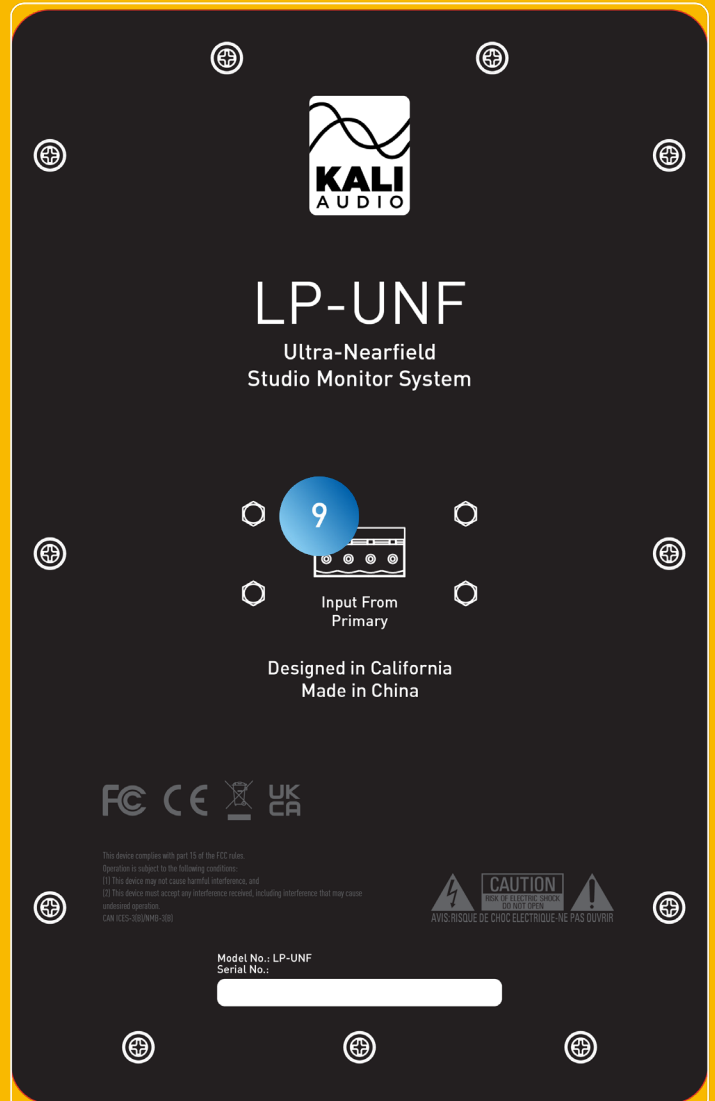 KALI
AUDIO
LP-UNF
Ultra-Nearfield
Studio Monitor System
9
Input From
Primary
Designed in California
Made in China
FC CE UK
CA
This device complies with part 15 of the FCC rules
Operation is subject to the following conditions:
(1) This device may not cause harmful interference, and
(2) This device must accept any interference received, including interference that may cause
undesired operation.
CAN ICES-3(B)/NMB-3(B)
CAUTION
RISK OF ELECTRIC SHOCK
DO NOT OPEN
AVIS:RISQUE DE CHOC ELECTRIQUE-NE PAS OUVRIR
Model No.: LP-UNF
Serial No.: